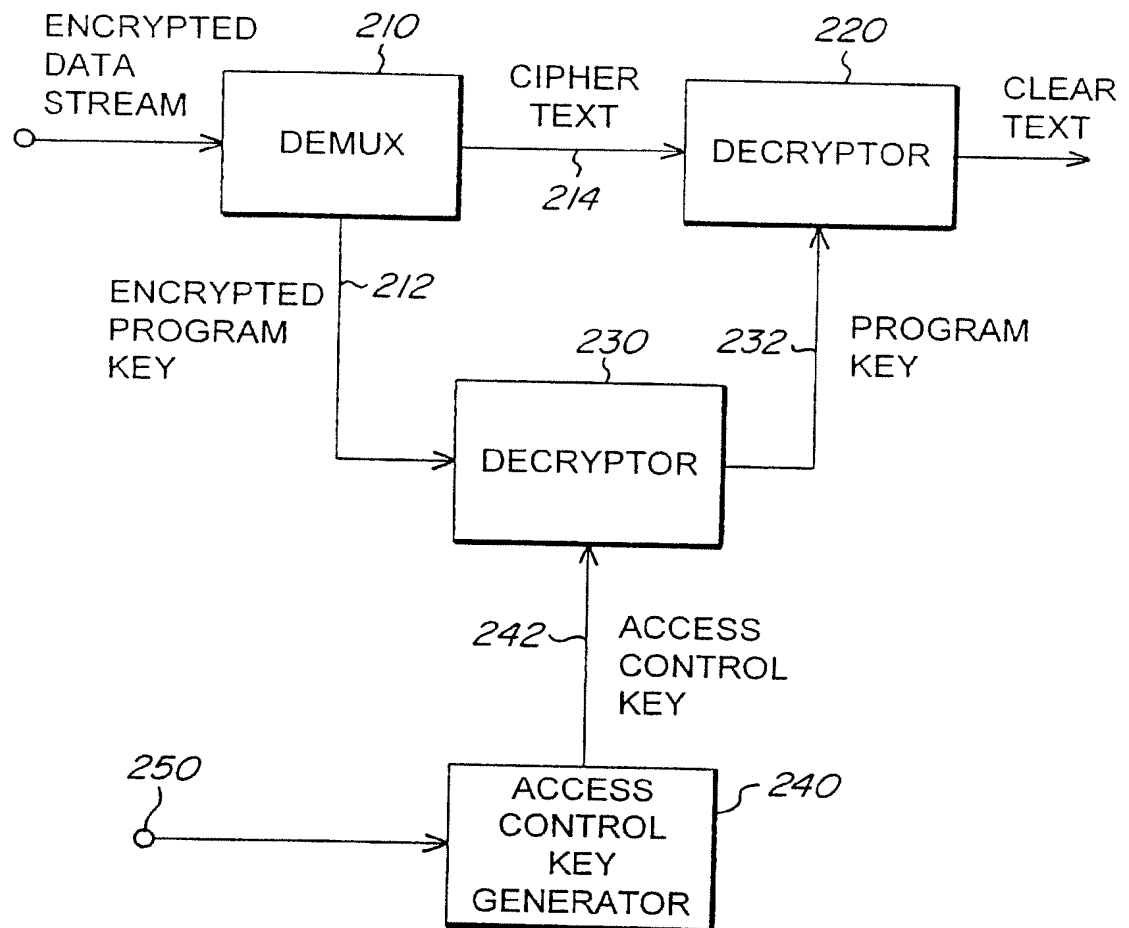 ENCRYPTED
DATA
STREAM
210
DEMUX
CIPHER
TEXT
214
220
DECRYPTOR
CLEAR
TEXT
212
ENCRYPTED
PROGRAM
KEY
230
DECRYPTOR
232
PROGRAM
KEY
242
ACCESS
CONTROL
KEY
250
240
ACCESS
CONTROL
KEY
GENERATOR